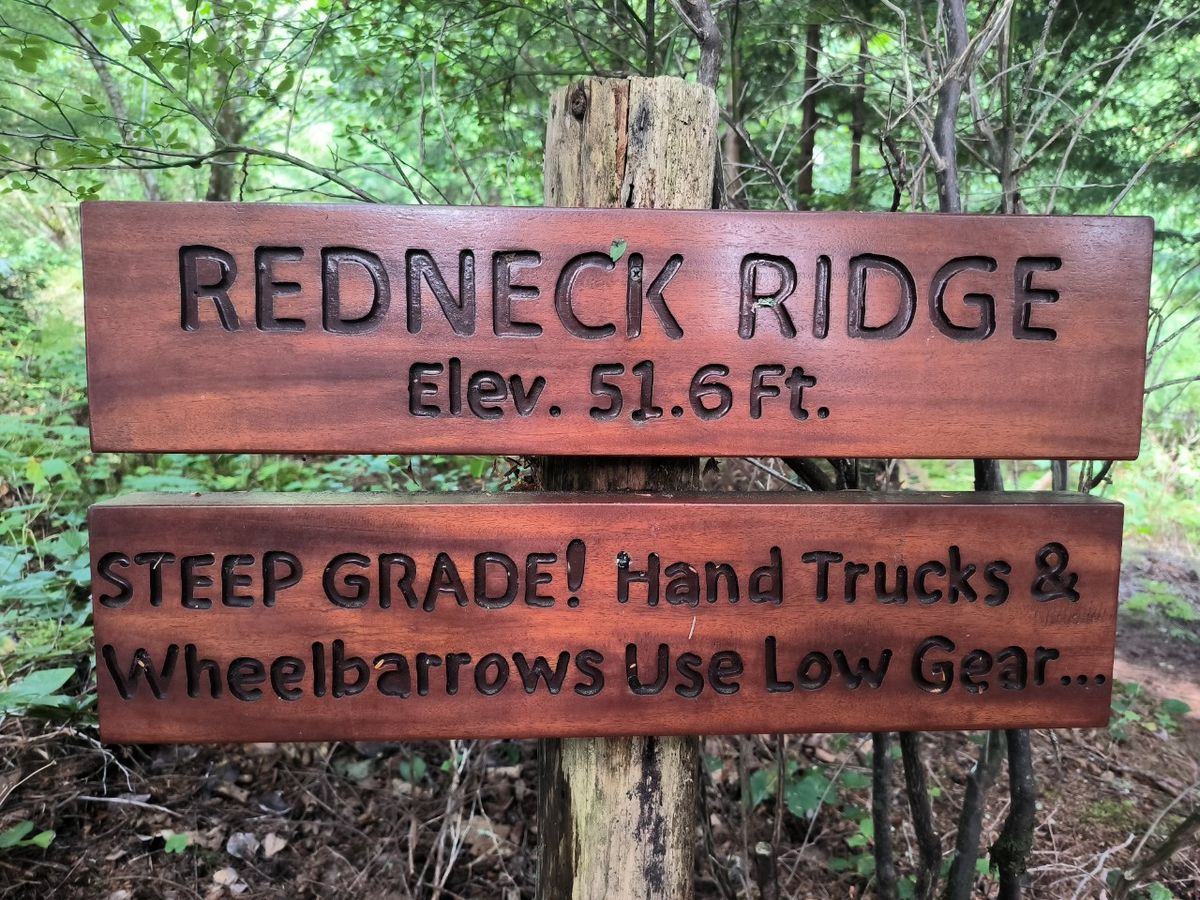 REDNECK RIDGE
Elev. 51.6 Ft.
STEEP GRADE! Hand Trucks &
Wheelbarrows Use Low Gear...